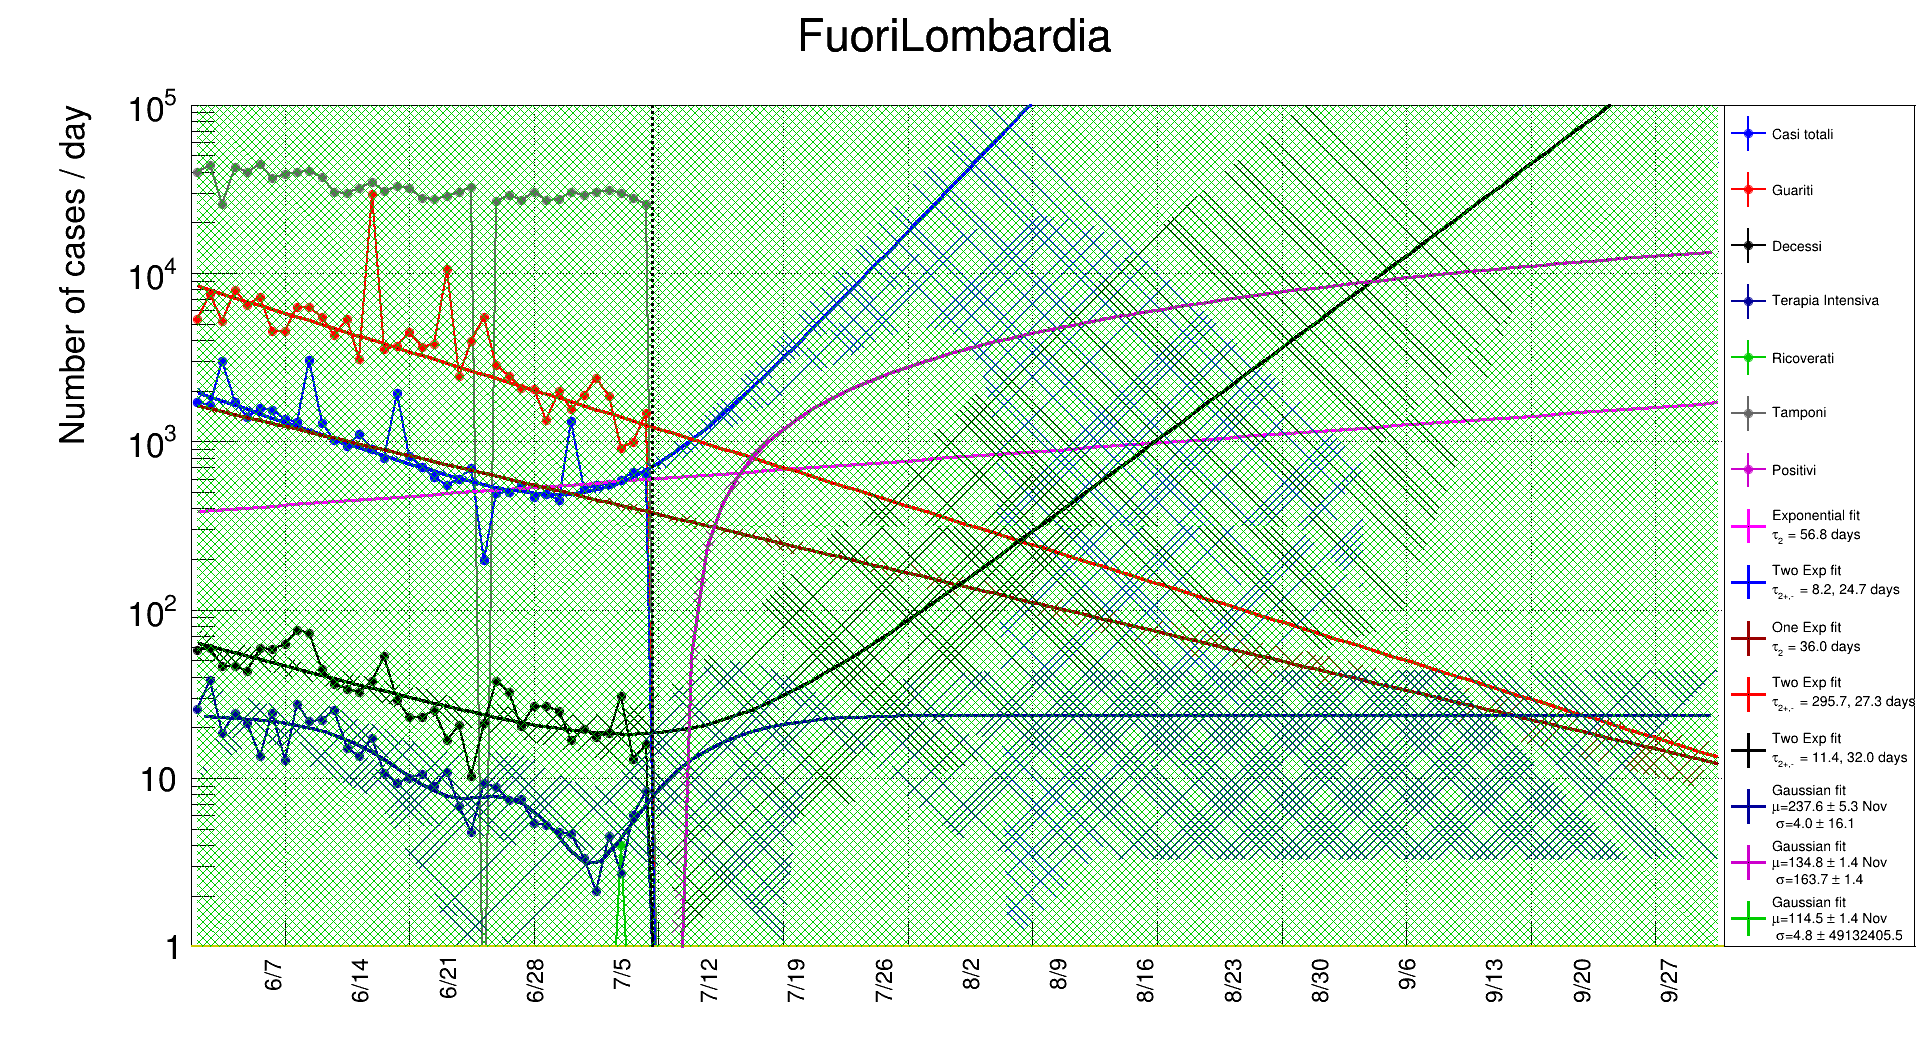 FuoriLombardia
Number of cases / day
10^5
10^4
10^3
10^2
10
1
6/7
6/14
6/21
6/28
7/5
7/12
7/19
7/26
8/2
8/9
8/16
8/23
8/30
9/6
9/13
9/20
9/27
Casi totali
Guariti
Decessi
Terapia Intensiva
Ricoverati
Tamponi
Positivi
Exponential fit
τ2 = 56.8 days
Two Exp fit
τ2+,- = 8.2, 24.7 days
One Exp fit
τ2 = 36.0 days
Two Exp fit
τ2+,- = 295.7, 27.3 days
Two Exp fit
τ2+,- = 11.4, 32.0 days
Gaussian fit
μ=237.6 ± 5.3 Nov
σ=4.0 ± 16.1
Gaussian fit
μ=134.8 ± 1.4 Nov
σ=163.7 ± 1.4
Gaussian fit
μ=114.5 ± 1.4 Nov
σ=4.8 ± 49132405.5